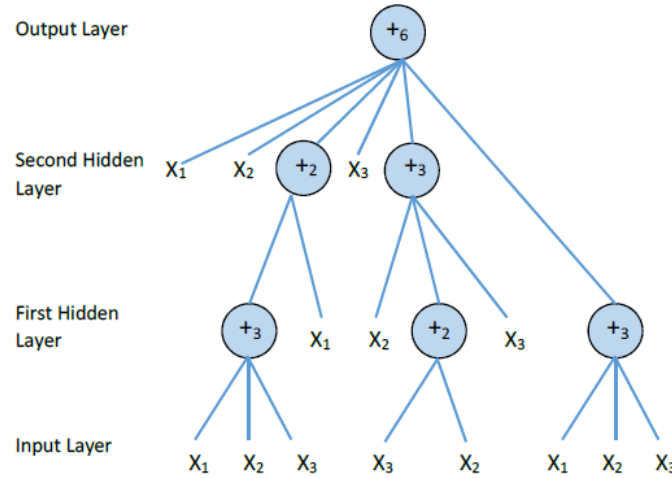 Output Layer
+₆
Second Hidden
Layer
X₁ X₂ +₂ X₃ +₃
First Hidden
Layer
+₃ X₁ X₂ +₂ X₃ +₃
Input Layer
X₁ X₂ X₃ X₃ X₂ X₁ X₂ X₃